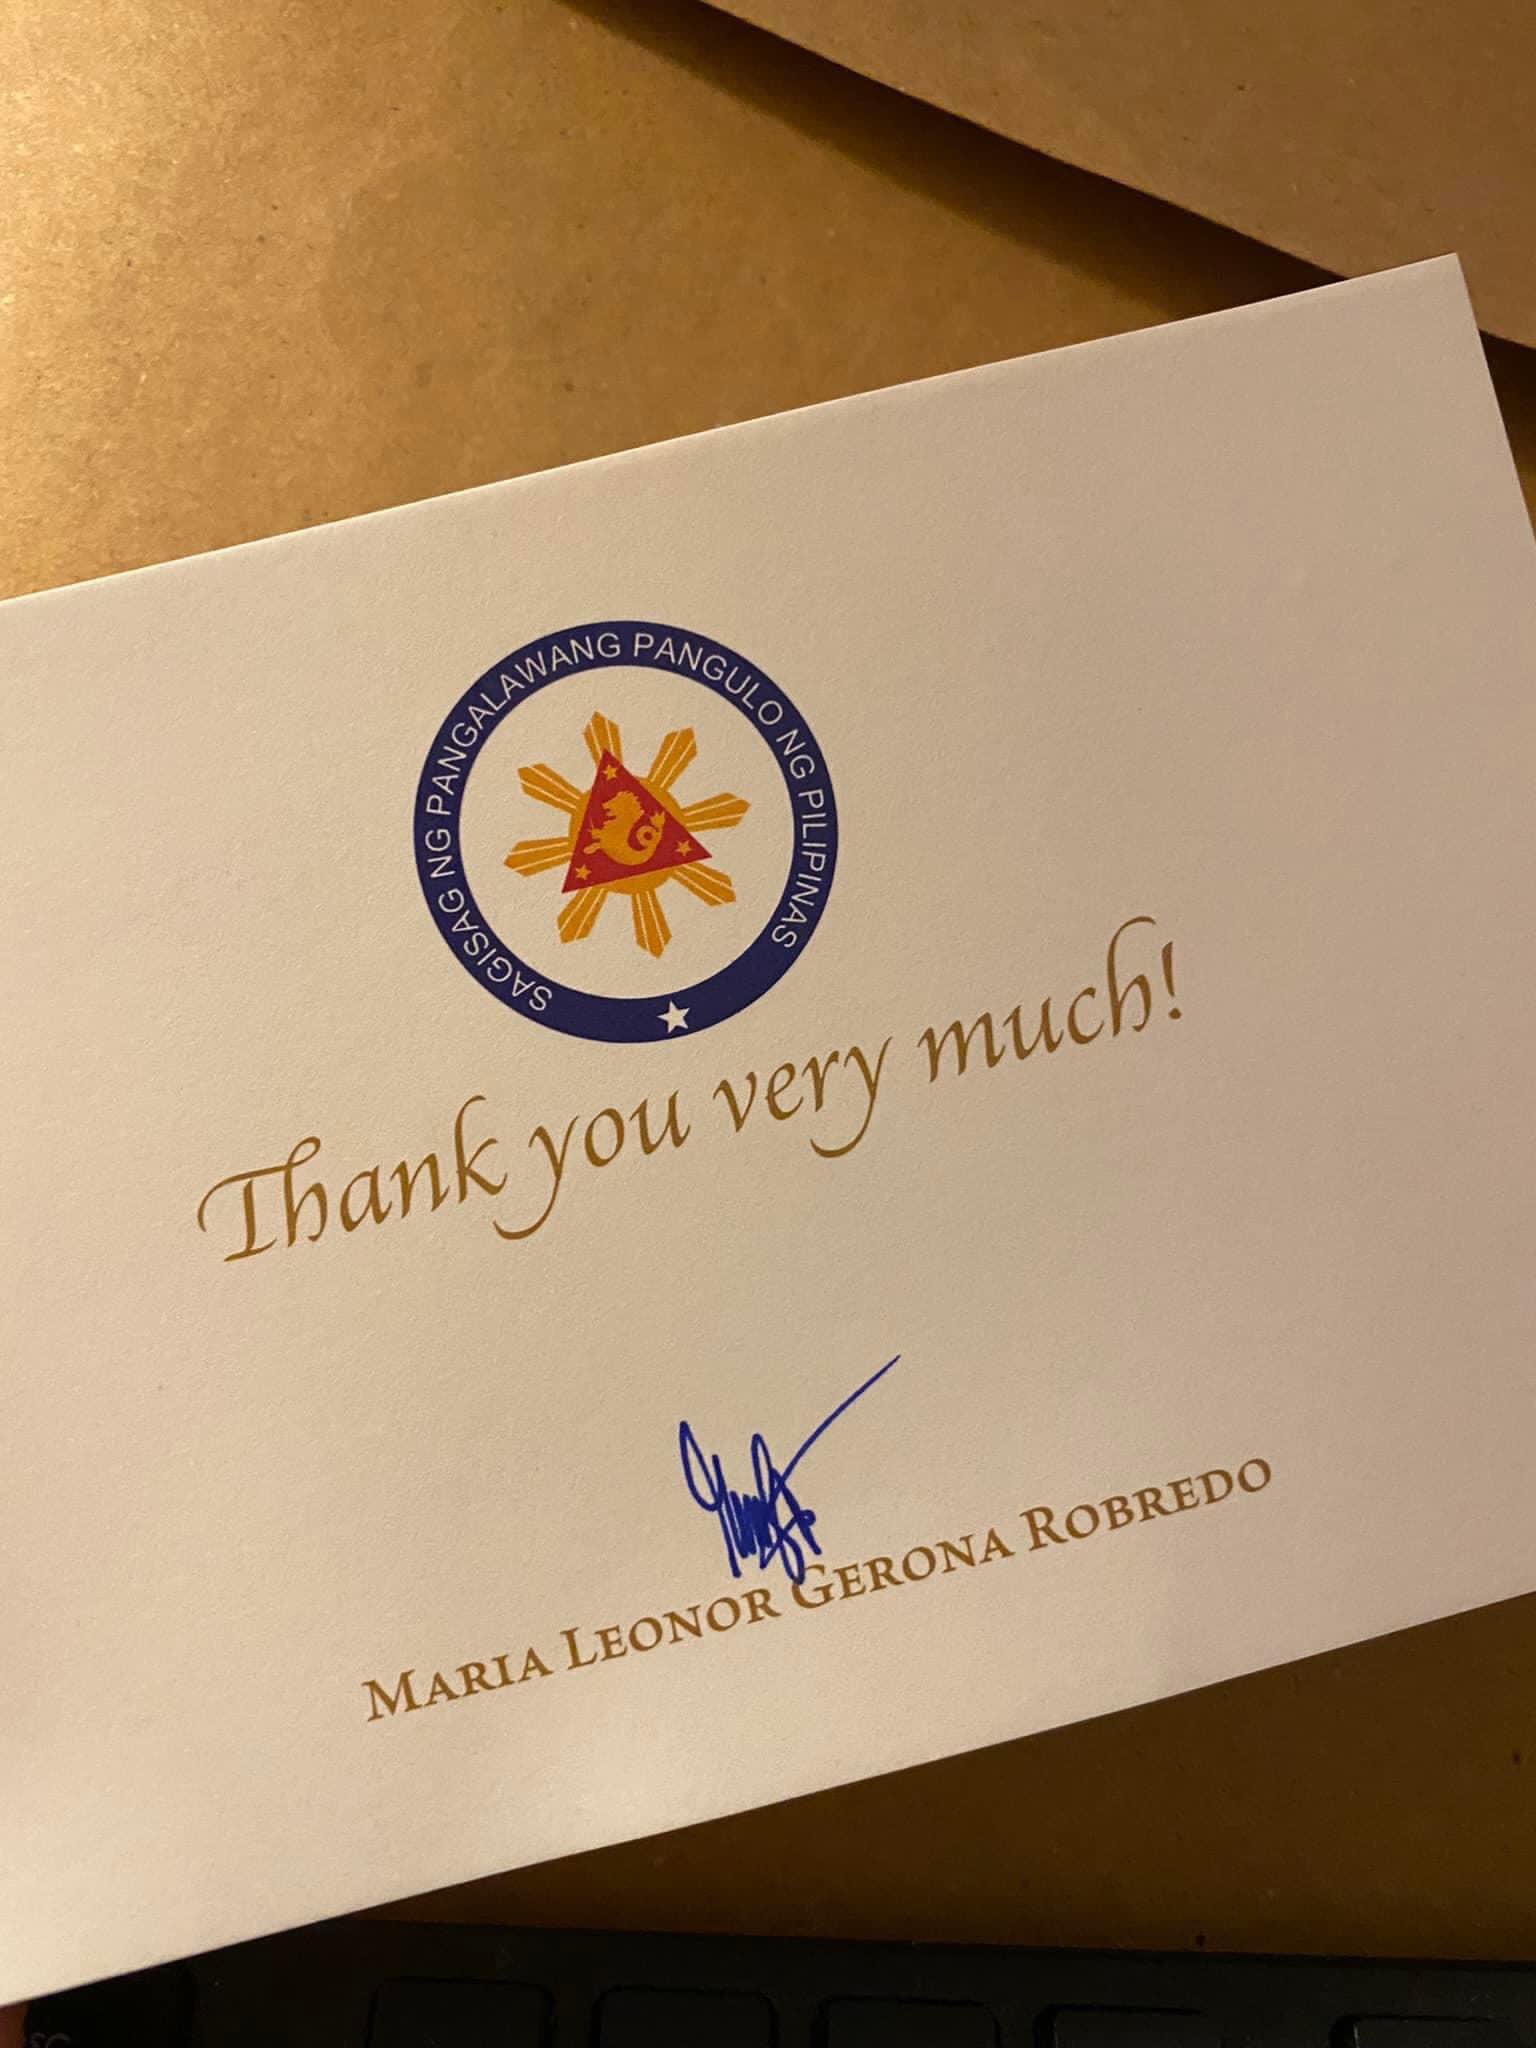 SAGISAG NG PANGALAWANG PANGULO NG PILIPINAS
Thank you very much!
MARIA LEONOR GERONA ROBREDO